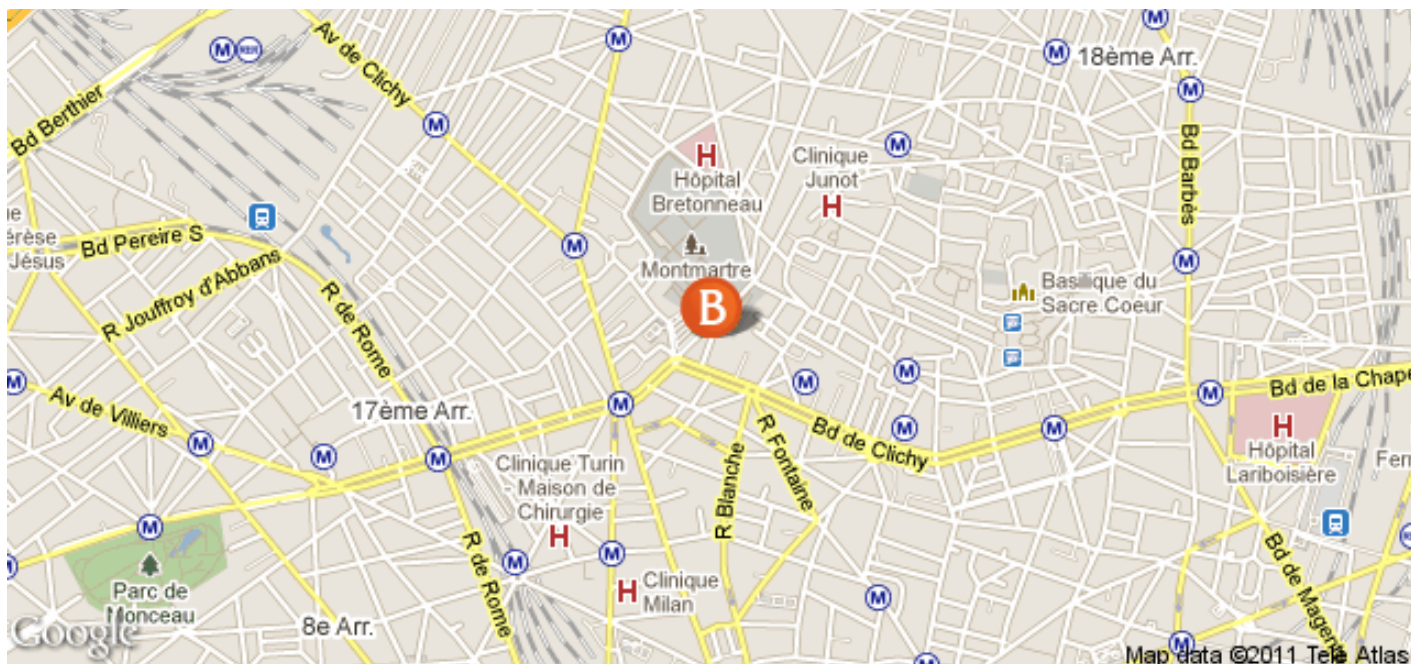 Av de Clichy
M
RER
M
M
M
18ème Arr.
M
Bd Berthier
M
Bd Barbès
M
H
Hôpital
Bretonneau
Clinique
Junot
H
Jésus
Bd Pereire S
M
Montmartre
M
R Jouffroy d'Abbans
R de Rome
B
Basilique du
Sacre Coeur
M
Av de Villiers
17ème Arr.
M
M
M
M
Bd de la Chape
M
M
M
M
M
R Blanche
R Fontaine
Bd de Clichy
H
Hôpital
Lariboisière
Clinique Turin
- Maison de
Chirurgie
H
M
R de Rome
M
M
M
Parc de
Monceau
H
Clinique
Milan
M
M
Bd de Magen
8e Arr.
Google
Map data ©2011 Tele Atlas